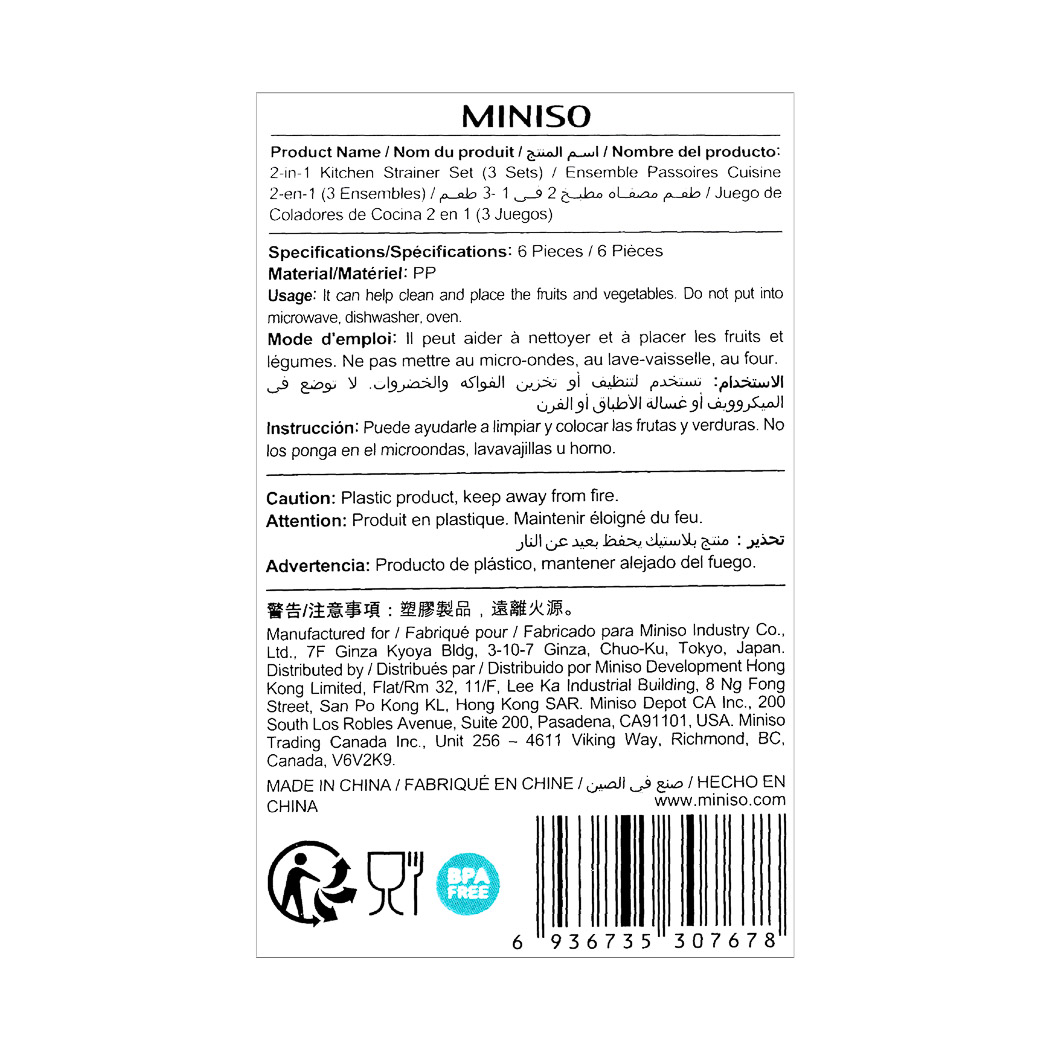 MINISO
Product Name / Nom du produit / اسم المنتج / Nombre del producto:
2-in-1 Kitchen Strainer Set (3 Sets) / Ensemble Passoires Cuisine
2-en-1 (3 Ensembles) / طقم مصفاه مطبخ 2 في 1 -3 طقم / Juego de
Coladores de Cocina 2 en 1 (3 Juegos)
Specifications/Spécifications: 6 Pieces / 6 Pièces
Material/Matériel: PP
Usage: It can help clean and place the fruits and vegetables. Do not put into
microwave, dishwasher, oven.
Mode d'emploi: Il peut aider à nettoyer et à placer les fruits et
légumes. Ne pas mettre au micro-ondes, au lave-vaisselle, au four.
الاستخدام: تستخدم لتنظيف أو تخزين الفواكه والخضروات. لا توضع في
الميكروويف أو غسالة الأطباق أو الفرن
Instrucción: Puede ayudarle a limpiar y colocar las frutas y verduras. No
los ponga en el microondas, lavavajillas u horno.
Caution: Plastic product, keep away from fire.
Attention: Produit en plastique. Maintenir éloigné du feu.
تحذير : منتج بلاستيك يحفظ بعيد عن النار
Advertencia: Producto de plástico, mantener alejado del fuego.
警告/注意事項：塑膠製品，遠離火源。
Manufactured for / Fabriqué pour / Fabricado para Miniso Industry Co.,
Ltd., 7F Ginza Kyoya Bldg, 3-10-7 Ginza, Chuo-Ku, Tokyo, Japan.
Distributed by / Distribués par / Distribuido por Miniso Development Hong
Kong Limited, Flat/Rm 32, 11/F, Lee Ka Industrial Building, 8 Ng Fong
Street, San Po Kong KL, Hong Kong SAR. Miniso Depot CA Inc., 200
South Los Robles Avenue, Suite 200, Pasadena, CA91101, USA. Miniso
Trading Canada Inc., Unit 256 – 4611 Viking Way, Richmond, BC,
Canada, V6V2K9.
MADE IN CHINA / FABRIQUÉ EN CHINE / صنع في الصين / HECHO EN
CHINA
www.miniso.com
BPA
FREE
6 936735 307678